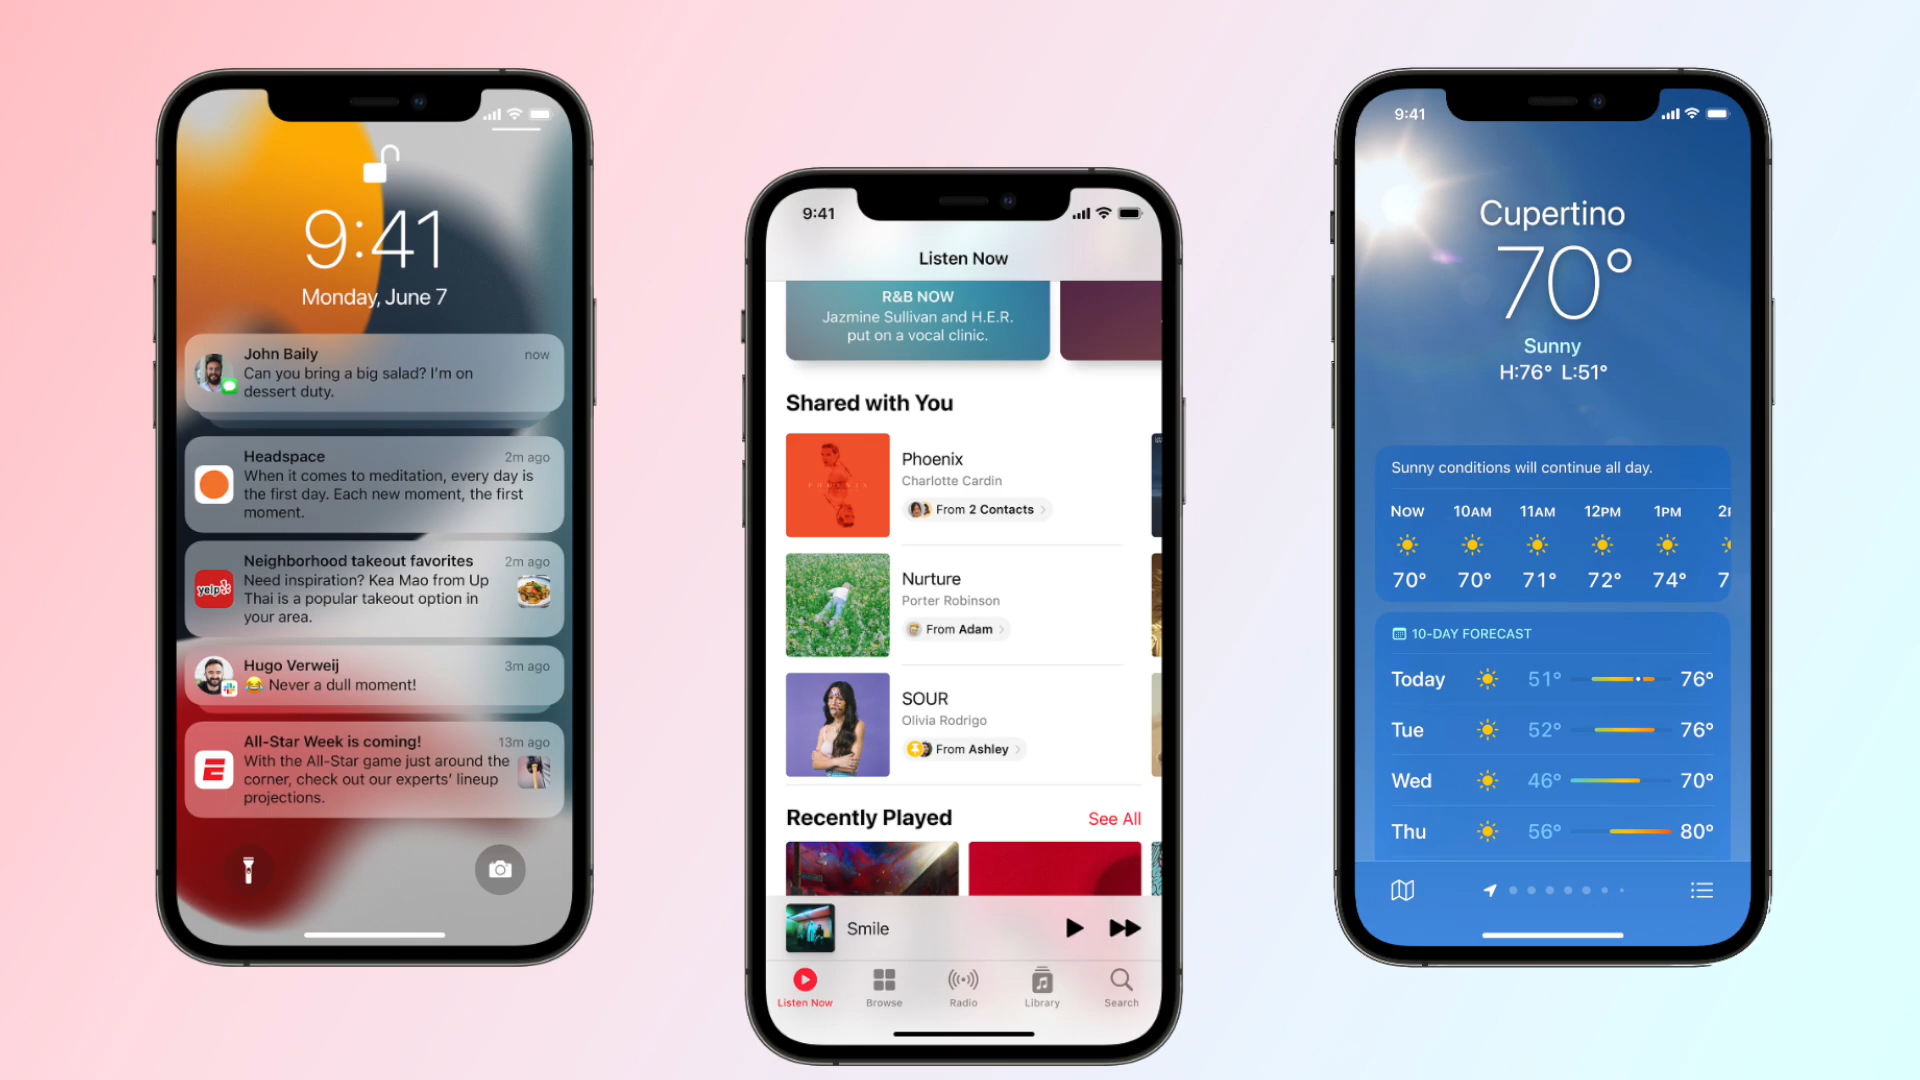 9:41
Monday, June 7
John Baily
now
Can you bring a big salad? I'm on
dessert duty.
Headspace
2m ago
When it comes to meditation, every day is
the first day. Each new moment, the first
moment.
yelp
Neighborhood takeout favorites
2m ago
Need inspiration? Kea Mao from Up
Thai is a popular takeout option in
your area.
Hugo Verweij
3m ago
😂 Never a dull moment!
E
All-Star Week is coming!
13m ago
With the All-Star game just around the
corner, check out our experts' lineup
projections.
9:41
Listen Now
R&B NOW
Jazmine Sullivan and H.E.R.
put on a vocal clinic.
Shared with You
PHOENIX
Phoenix
Charlotte Cardin
From 2 Contacts
Nurture
Porter Robinson
From Adam
SOUR
Olivia Rodrigo
From Ashley
Recently Played
See All
Smile
Listen Now
Browse
Radio
Library
Search
9:41
Cupertino
70°
Sunny
H:76° L:51°
Sunny conditions will continue all day.
Now 10AM 11AM 12PM 1PM
70° 70° 71° 72° 74° 7
10-DAY FORECAST
Today 51° 76°
Tue 52° 76°
Wed 46° 70°
Thu 56° 80°